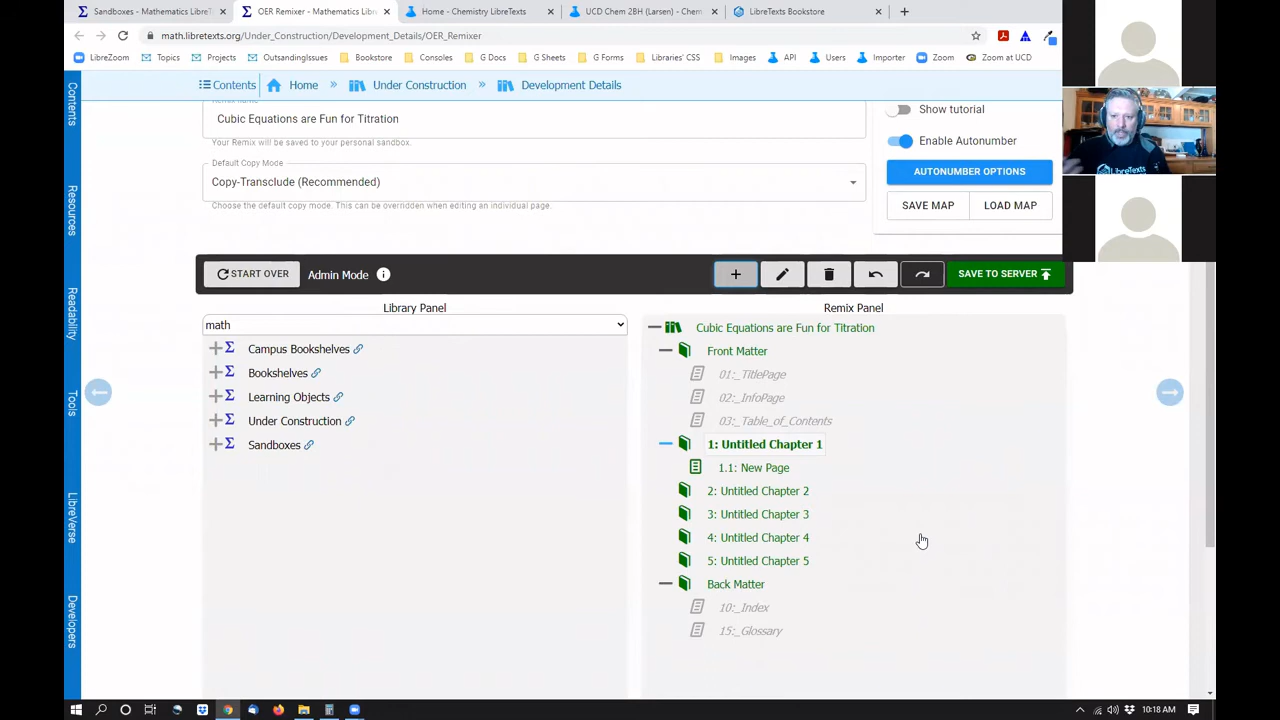 Sandboxes - Mathematics LibreT
OER Remixer - Mathematics Libre
Home - Chemistry LibreTexts
UCD Chem 2BH (Larsen) - Chem
LibreTexts Bookstore
math.libretexts.org/Under_Construction/Development_Details/OER_Remixer
LibreZoom
Topics
Projects
OutsandingIssues
Bookstore
Consoles
G Docs
G Sheets
G Forms
Libraries' CSS
Images
API
Users
Importer
Zoom
Zoom at UCD
Contents
Home
»
Under Construction
»
Development Details
Contents
Resources
Readability
Tools
LibreVerse
Developers
Remix name
Cubic Equations are Fun for Titration
Your Remix will be saved to your personal sandbox.
Default Copy Mode
Copy-Transclude (Recommended)
Choose the default copy mode. This can be overridden when editing an individual page.
Show tutorial
Enable Autonumber
AUTONUMBER OPTIONS
SAVE MAP
LOAD MAP
LibreTexts
START OVER
Admin Mode
SAVE TO SERVER
Library Panel
math
Campus Bookshelves
Bookshelves
Learning Objects
Under Construction
Sandboxes
Remix Panel
Cubic Equations are Fun for Titration
Front Matter
01:_TitlePage
02:_InfoPage
03:_Table_of_Contents
1: Untitled Chapter 1
1.1: New Page
2: Untitled Chapter 2
3: Untitled Chapter 3
4: Untitled Chapter 4
5: Untitled Chapter 5
Back Matter
10:_Index
15:_Glossary
10:18 AM